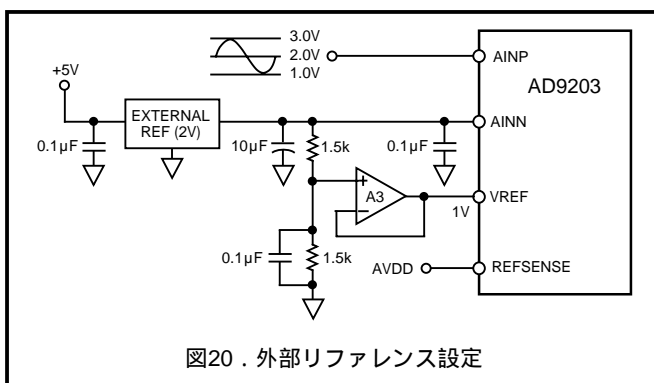 3.0V
2.0V
1.0V
AINP
AD9203
+5V
EXTERNAL
REF (2V)
AINN
0.1µF
10µF
1.5k
0.1µF
A3
VREF
1V
0.1µF
1.5k
AVDD
REFSENSE
図20．外部リファレンス設定